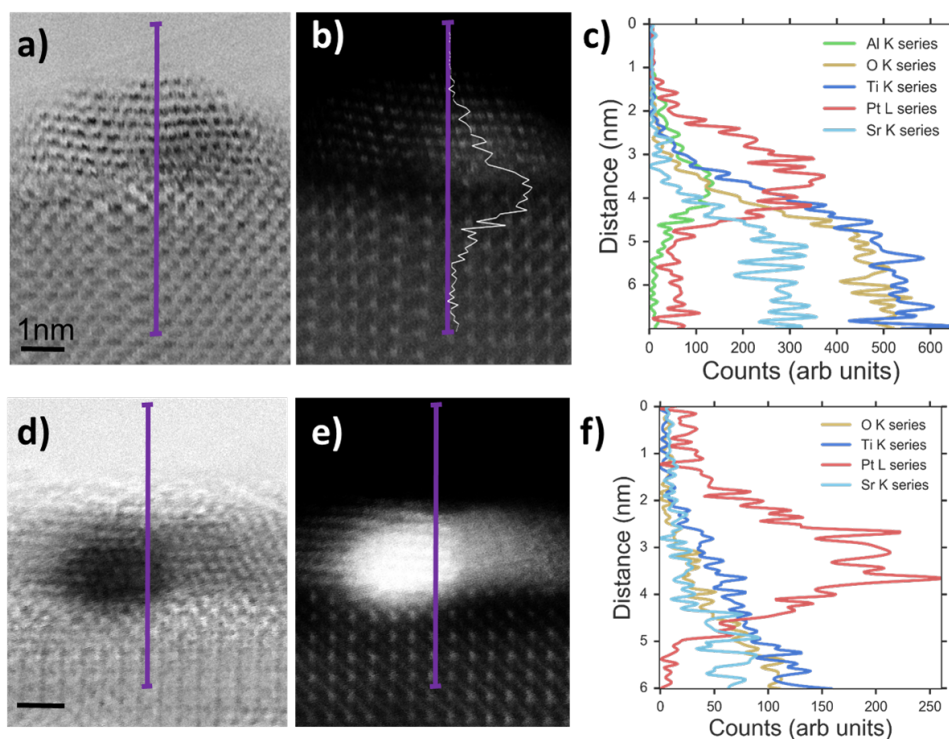 a)
1nm
b)
c)
0
1
2
3
4
5
6
Distance (nm)
Al K series
O K series
Ti K series
Pt L series
Sr K series
0 100 200 300 400 500 600
Counts (arb units)
d)
e)
f)
0
1
2
3
4
5
6
Distance (nm)
O K series
Ti K series
Pt L series
Sr K series
0 50 100 150 200 250
Counts (arb units)